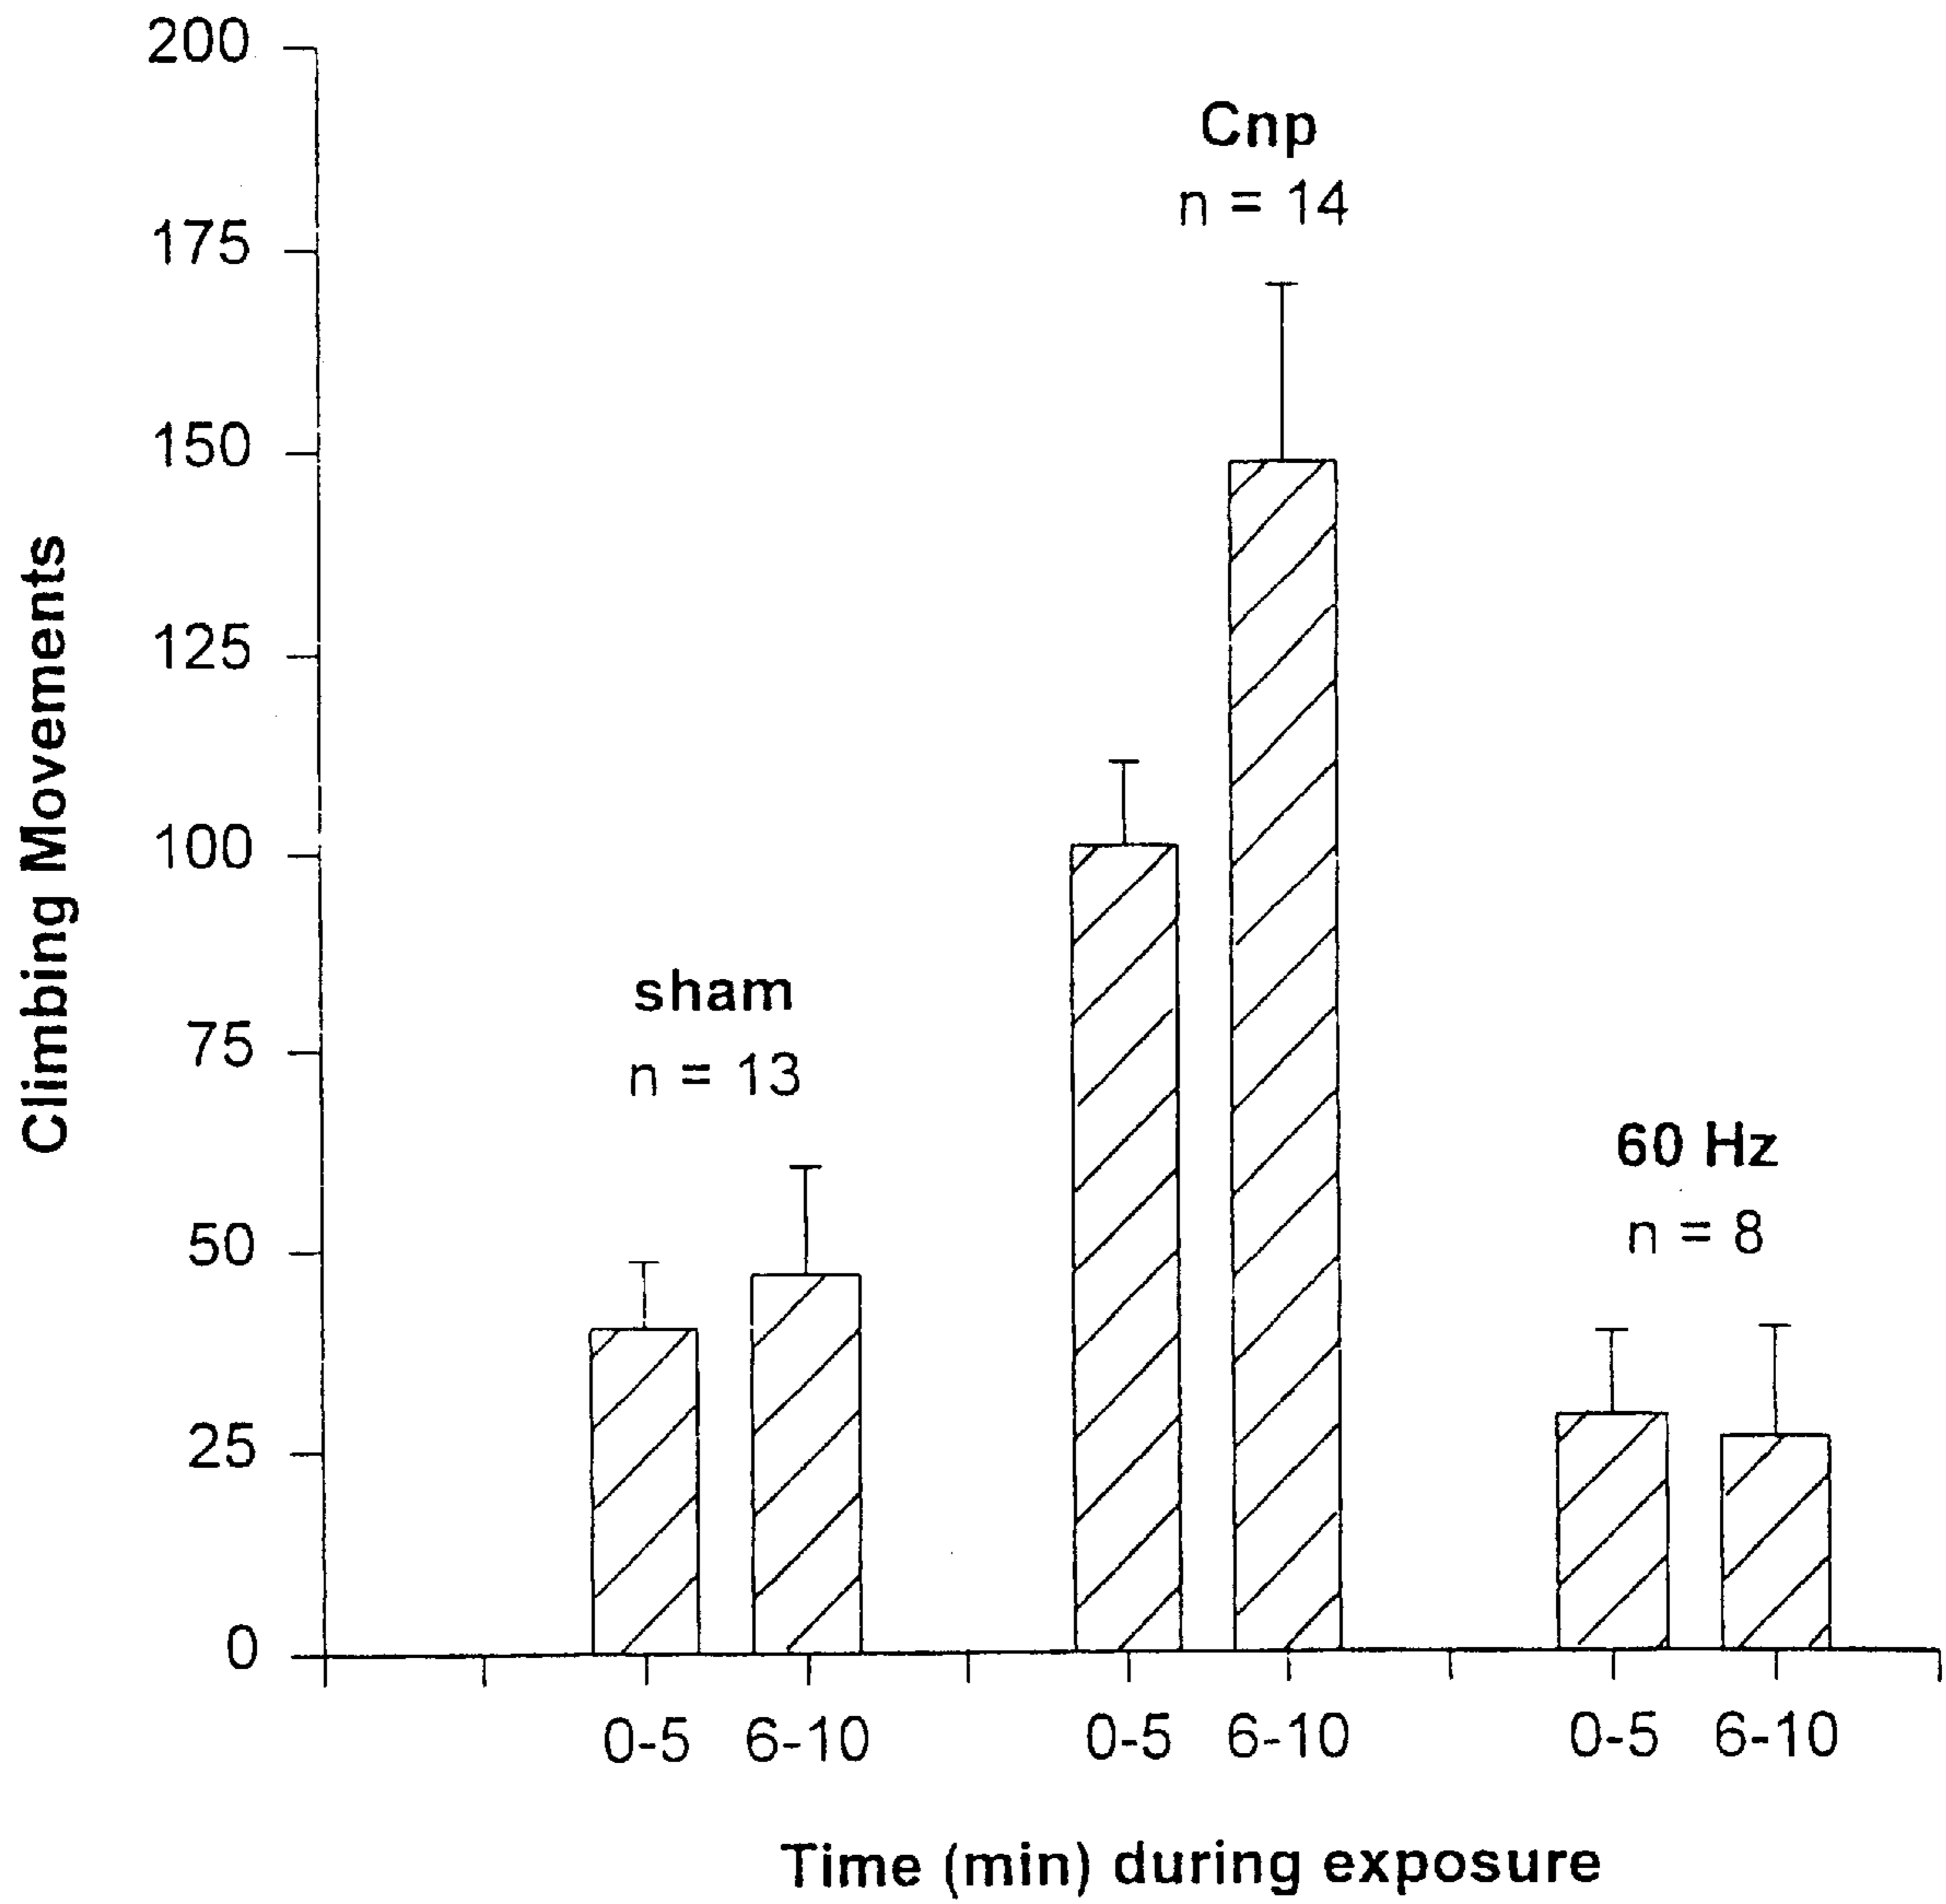 200
175
150
125
100
75
50
25
0
Climbing Movements
sham
n = 13
Cnp
n = 14
60 Hz
n = 8
0-5 6-10 0-5 6-10 0-5 6-10
Time (min) during exposure